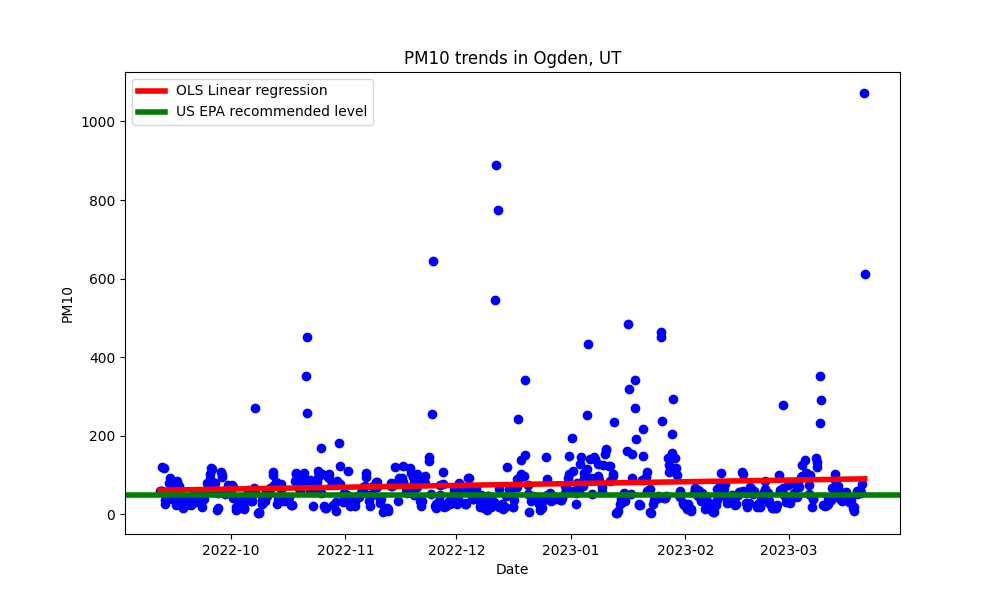 PM10 trends in Ogden, UT
OLS Linear regression
US EPA recommended level
1000
800
600
400
200
0
PM10
2022-10 2022-11 2022-12 2023-01 2023-02 2023-03
Date